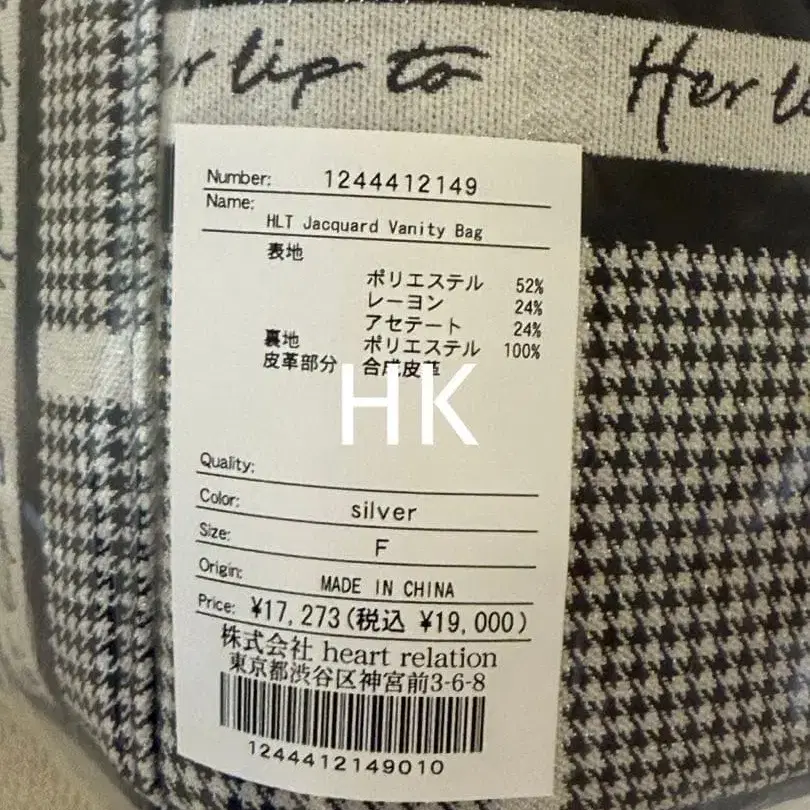 r lip to
Her li
Number: 1244412149
Name:
HLT Jacquard Vanity Bag
表地
ポリエステル 52%
レーヨン 24%
アセテート 24%
裏地 ポリエステル 100%
皮革部分 合成皮革
HK
Quality:
Color: silver
Size: F
Origin: MADE IN CHINA
Price: ¥17,273(税込 ¥19,000)
株式会社 heart relation
東京都渋谷区神宮前3-6-8
1244412149010